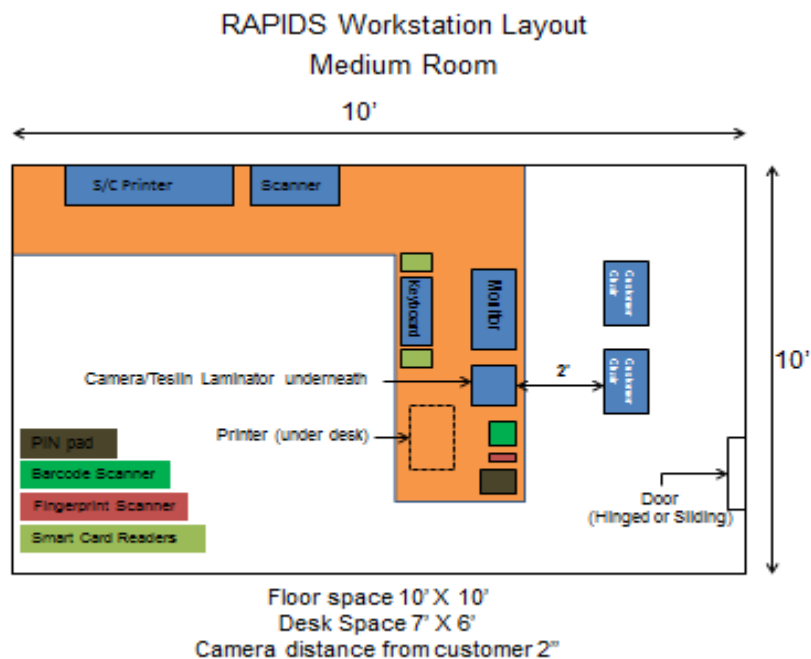 RAPIDS Workstation Layout
Medium Room
10'
S/C Printer
Scanner
Keyboard
Monitor
Customer
Chair
Customer
Chair
10'
Camera/Teslin Laminator underneath
2'
Printer (under desk)
PIN pad
Barcode Scanner
Fingerprint Scanner
Smart Card Readers
Door
(Hinged or Sliding)
Floor space 10' X 10'
Desk Space 7' X 6'
Camera distance from customer 2"